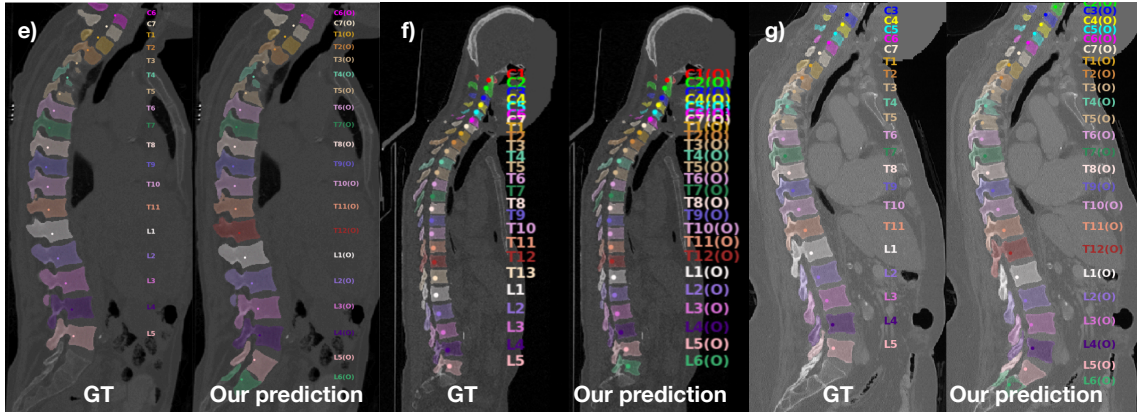 e)
C6
C7
T1
T2
T3
T4
T5
T6
T7
T8
T9
T10
T11
L1
L2
L3
L4
L5
GT
C6(O)
C7(O)
T1(O)
T2(O)
T3(O)
T4(O)
T5(O)
T6(O)
T7(O)
T8(O)
T9(O)
T10(O)
T11(O)
T12(O)
L1(O)
L2(O)
L3(O)
L4(O)
L5(O)
L6(O)
Our prediction
f)
C1
C2
C4
C7
T1
T2
T3
T4
T5
T6
T7
T8
T9
T10
T11
T12
T13
L1
L2
L3
L4
L5
GT
C1(O)
C2(O)
C4(O)
C7(O)
T1(O)
T2(O)
T3(O)
T4(O)
T5(O)
T6(O)
T7(O)
T8(O)
T9(O)
T10(O)
T11(O)
T12(O)
L1(O)
L2(O)
L3(O)
L4(O)
L5(O)
L6(O)
Our prediction
g)
C3
C4
C5
C6
C7
T1
T2
T3
T4
T5
T6
T7
T8
T9
T10
T11
L1
L2
L3
L4
L5
GT
C2(O)
C3(O)
C4(O)
C5(O)
C6(O)
C7(O)
T1(O)
T2(O)
T3(O)
T4(O)
T5(O)
T6(O)
T7(O)
T8(O)
T9(O)
T10(O)
T11(O)
T12(O)
L1(O)
L2(O)
L3(O)
L4(O)
L5(O)
L6(O)
Our prediction